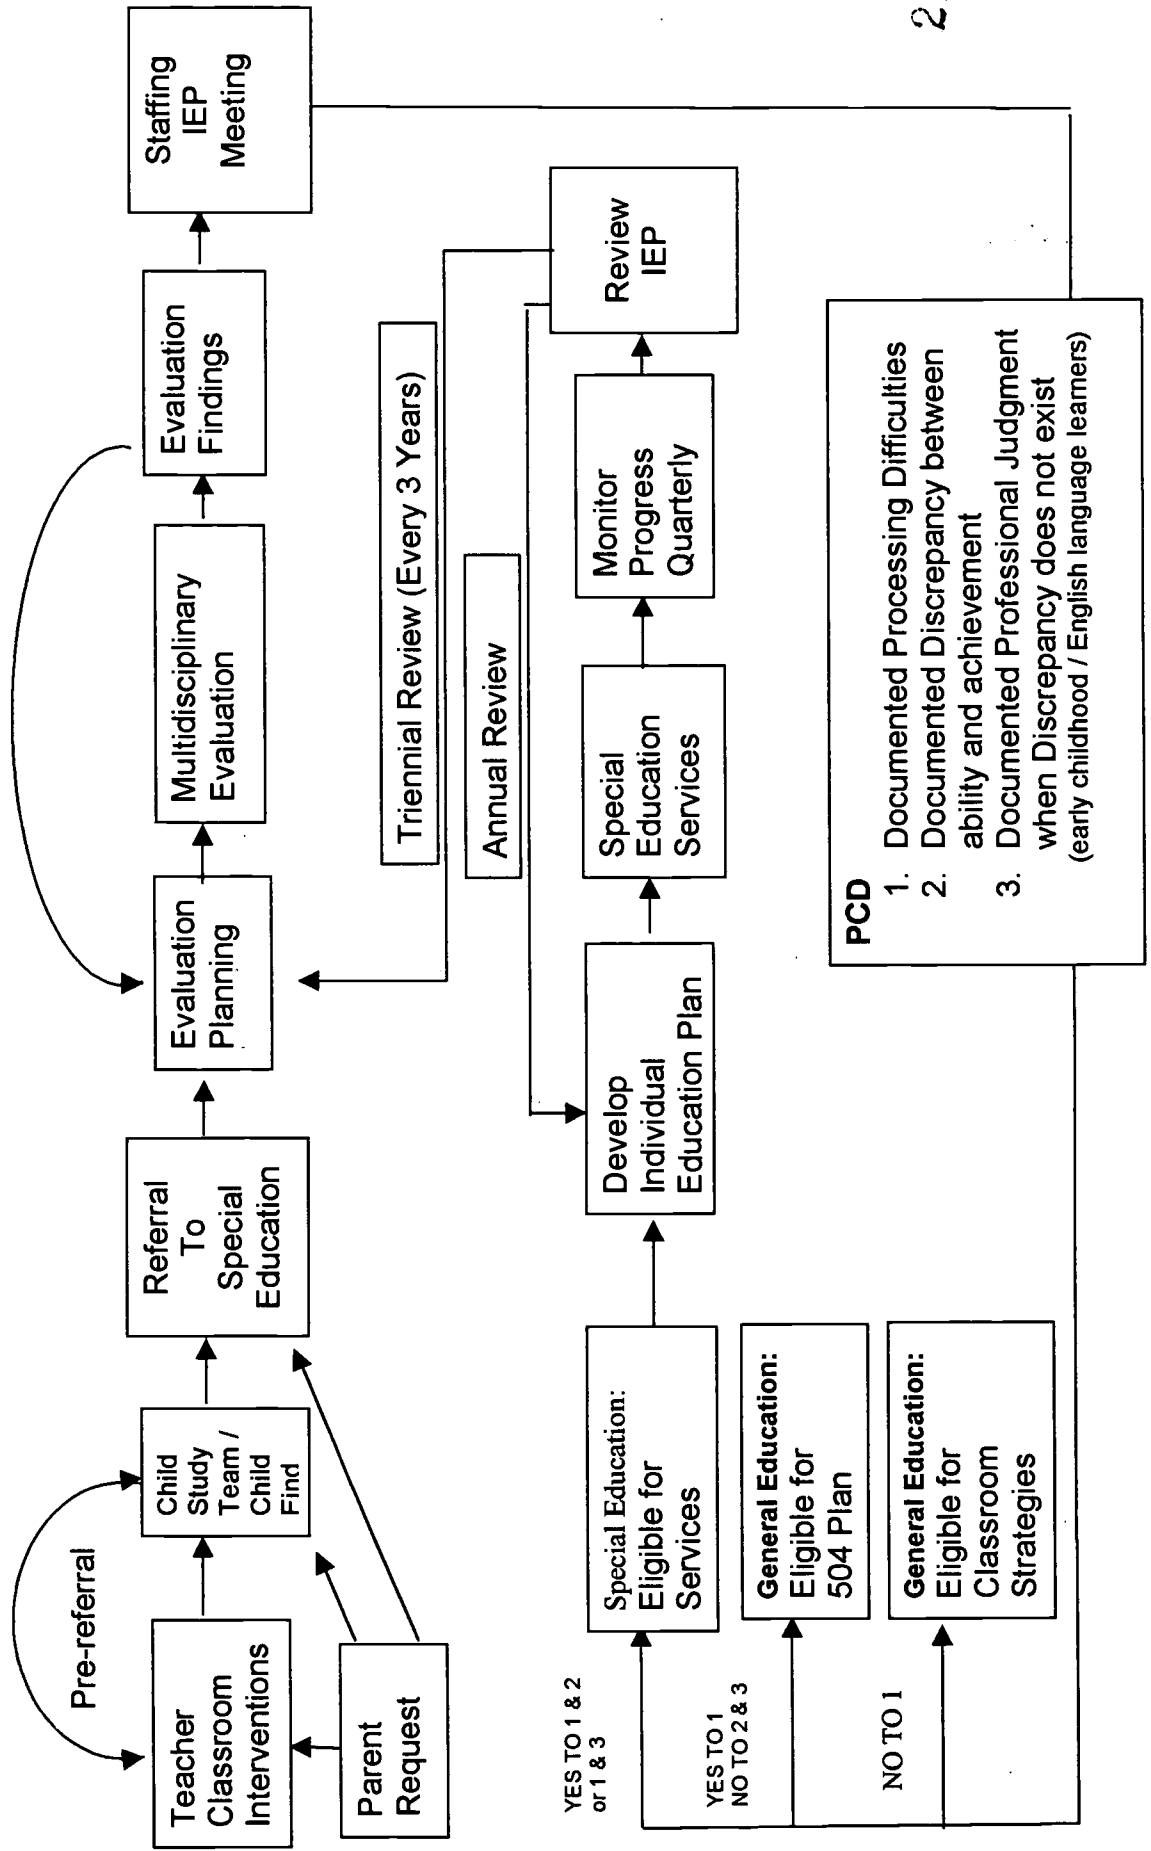 Pre-referral
Teacher
Classroom
Interventions
Parent
Request
Child
Study
Team /
Child
Find
Referral
To
Special
Education
Evaluation
Planning
Multidisciplinary
Evaluation
Evaluation
Findings
Staffing
IEP
Meeting
Triennial Review (Every 3 Years)
Annual Review
YES TO 1 & 2
or 1 & 3
YES TO 1
NO TO 2 & 3
NO TO 1
Special Education:
Eligible for
Services
General Education:
Eligible for
504 Plan
General Education:
Eligible for
Classroom
Strategies
Develop
Individual
Education Plan
Special
Education
Services
Monitor
Progress
Quarterly
Review
IEP
PCD
1. Documented Processing Difficulties
2. Documented Discrepancy between
ability and achievement
3. Documented Professional Judgment
when Discrepancy does not exist
(early childhood / English language learners)